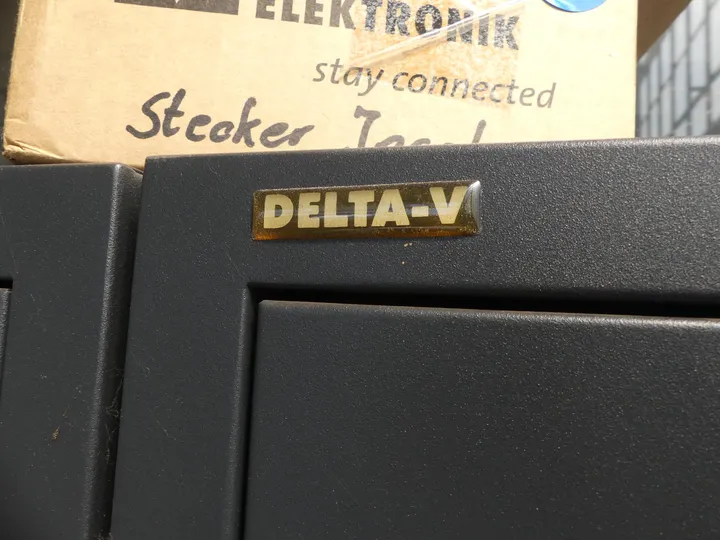 ELEKTRONIK
stay connected
Stecker
DELTA-V